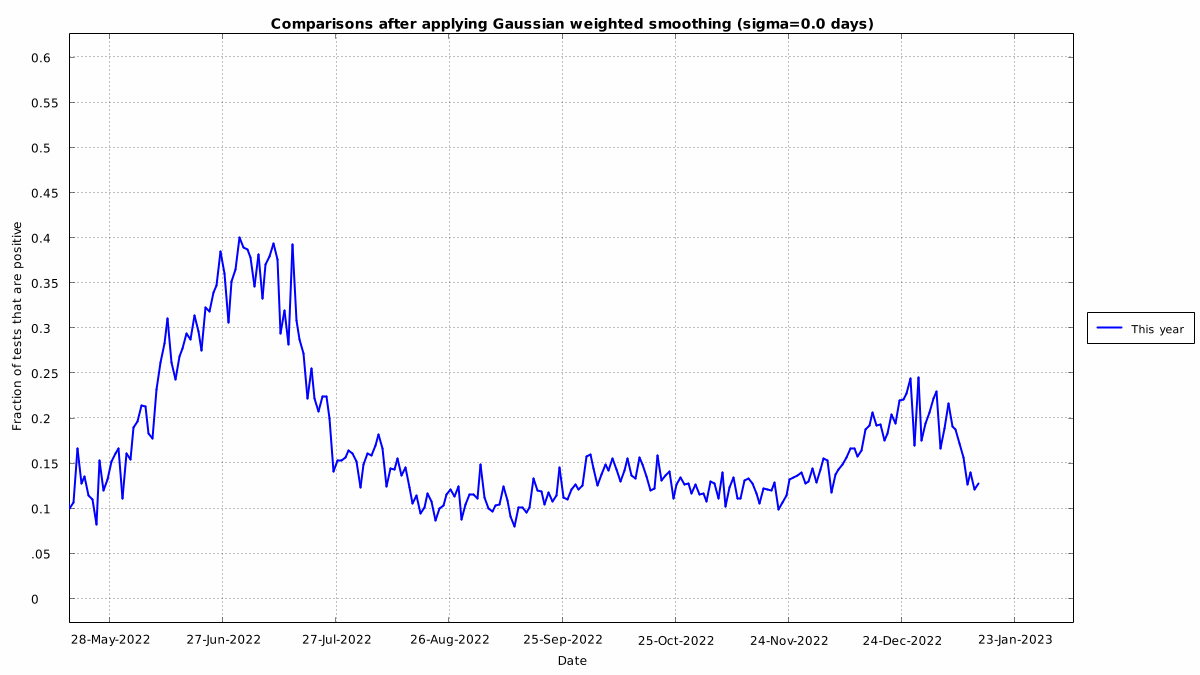 Comparisons after applying Gaussian weighted smoothing (sigma=0.0 days)
0.6
0.55
0.5
0.45
0.4
0.35
0.3
0.25
0.2
0.15
0.1
.05
0
Fraction of tests that are positive
This year
28-May-2022 27-Jun-2022 27-Jul-2022 26-Aug-2022 25-Sep-2022 25-Oct-2022 24-Nov-2022 24-Dec-2022 23-Jan-2023
Date